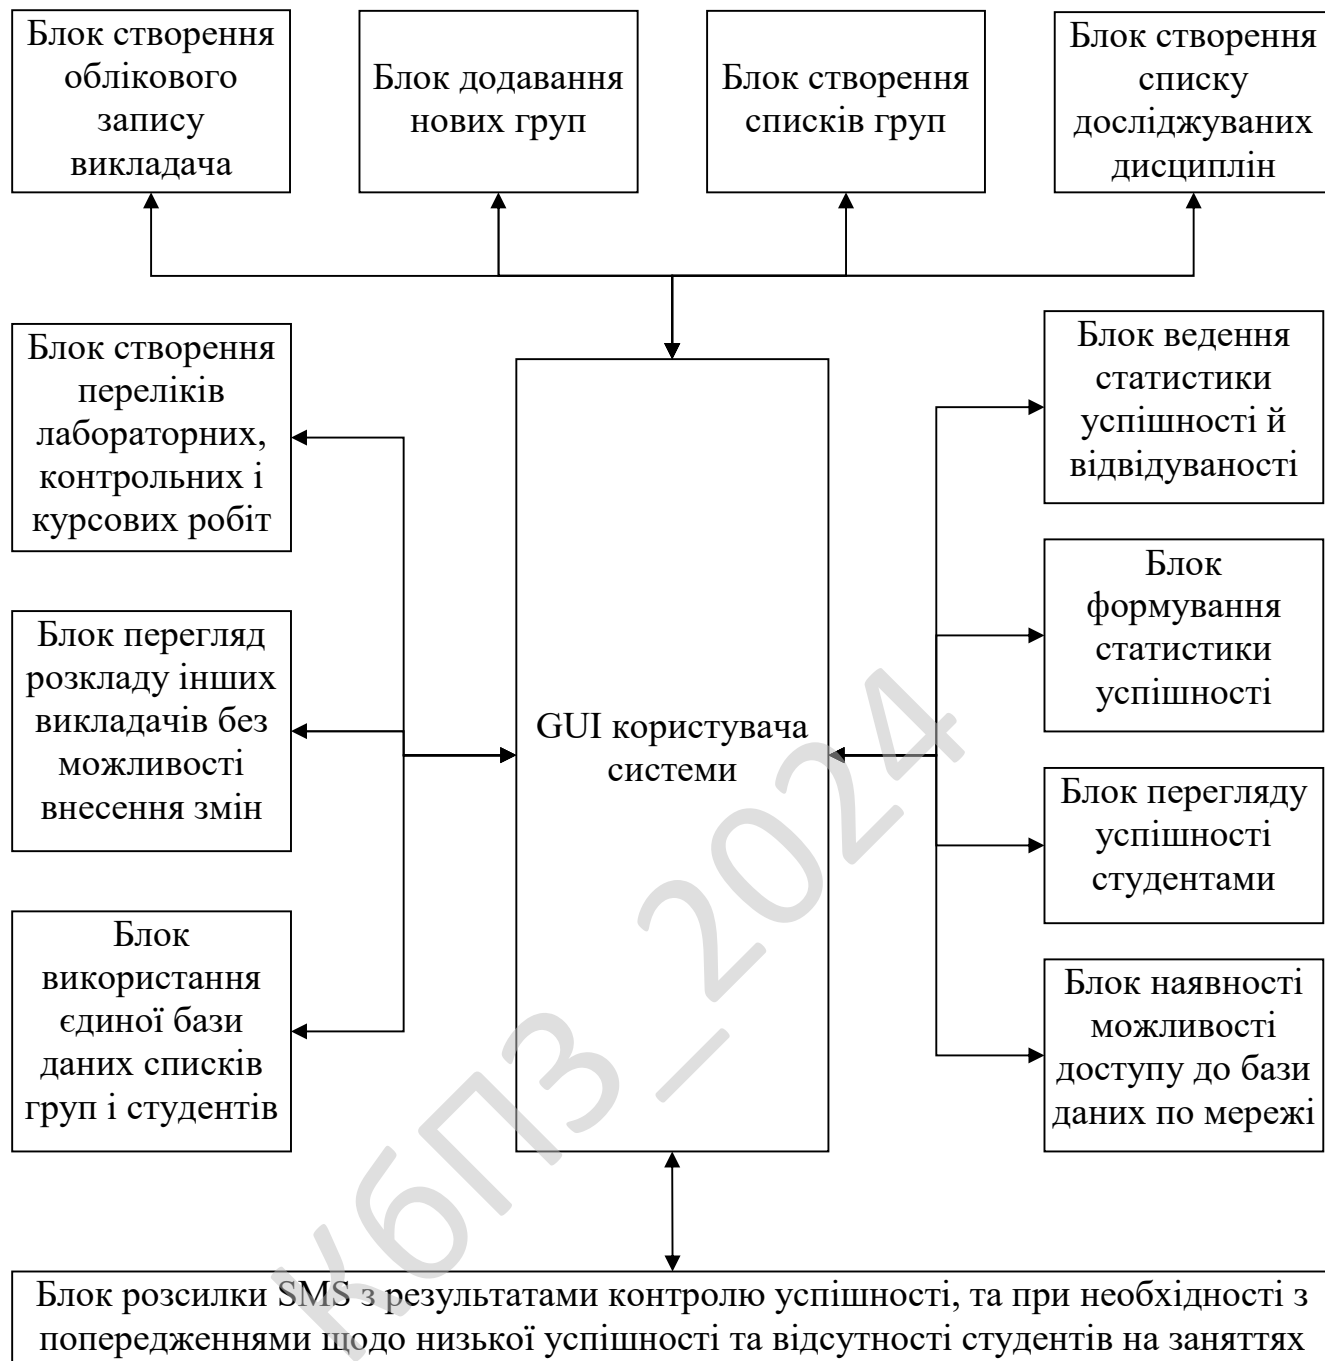 Блок створення
облікового
запису
викладача
Блок додавання
нових груп
Блок створення
списків груп
Блок створення
списку
досліджуваних
дисциплін
Блок створення
переліків
лабораторних,
контрольних і
курсових робіт
Блок перегляд
розкладу інших
викладачів без
можливості
внесення змін
Блок
використання
єдиної бази
даних списків
груп і студентів
GUI користувача
системи
Блок ведення
статистики
успішності й
відвідуваності
Блок
формування
статистики
успішності
Блок перегляду
успішності
студентами
Блок наявності
можливості
доступу до бази
даних по мережі
Блок розсилки SMS з результатами контролю успішності, та при необхідності з
попередженнями щодо низької успішності та відсутності студентів на заняттях
КбПЗ_2024